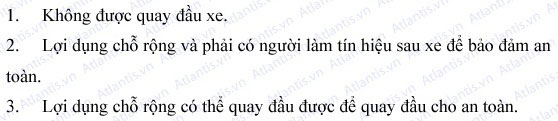 1. Không được quay đầu xe.
2. Lợi dụng chỗ rộng và phải có người làm tín hiệu sau xe để bảo đảm an
toàn.
3. Lợi dụng chỗ rộng có thể quay đầu được để quay đầu cho an toàn.
Atlantis.vn